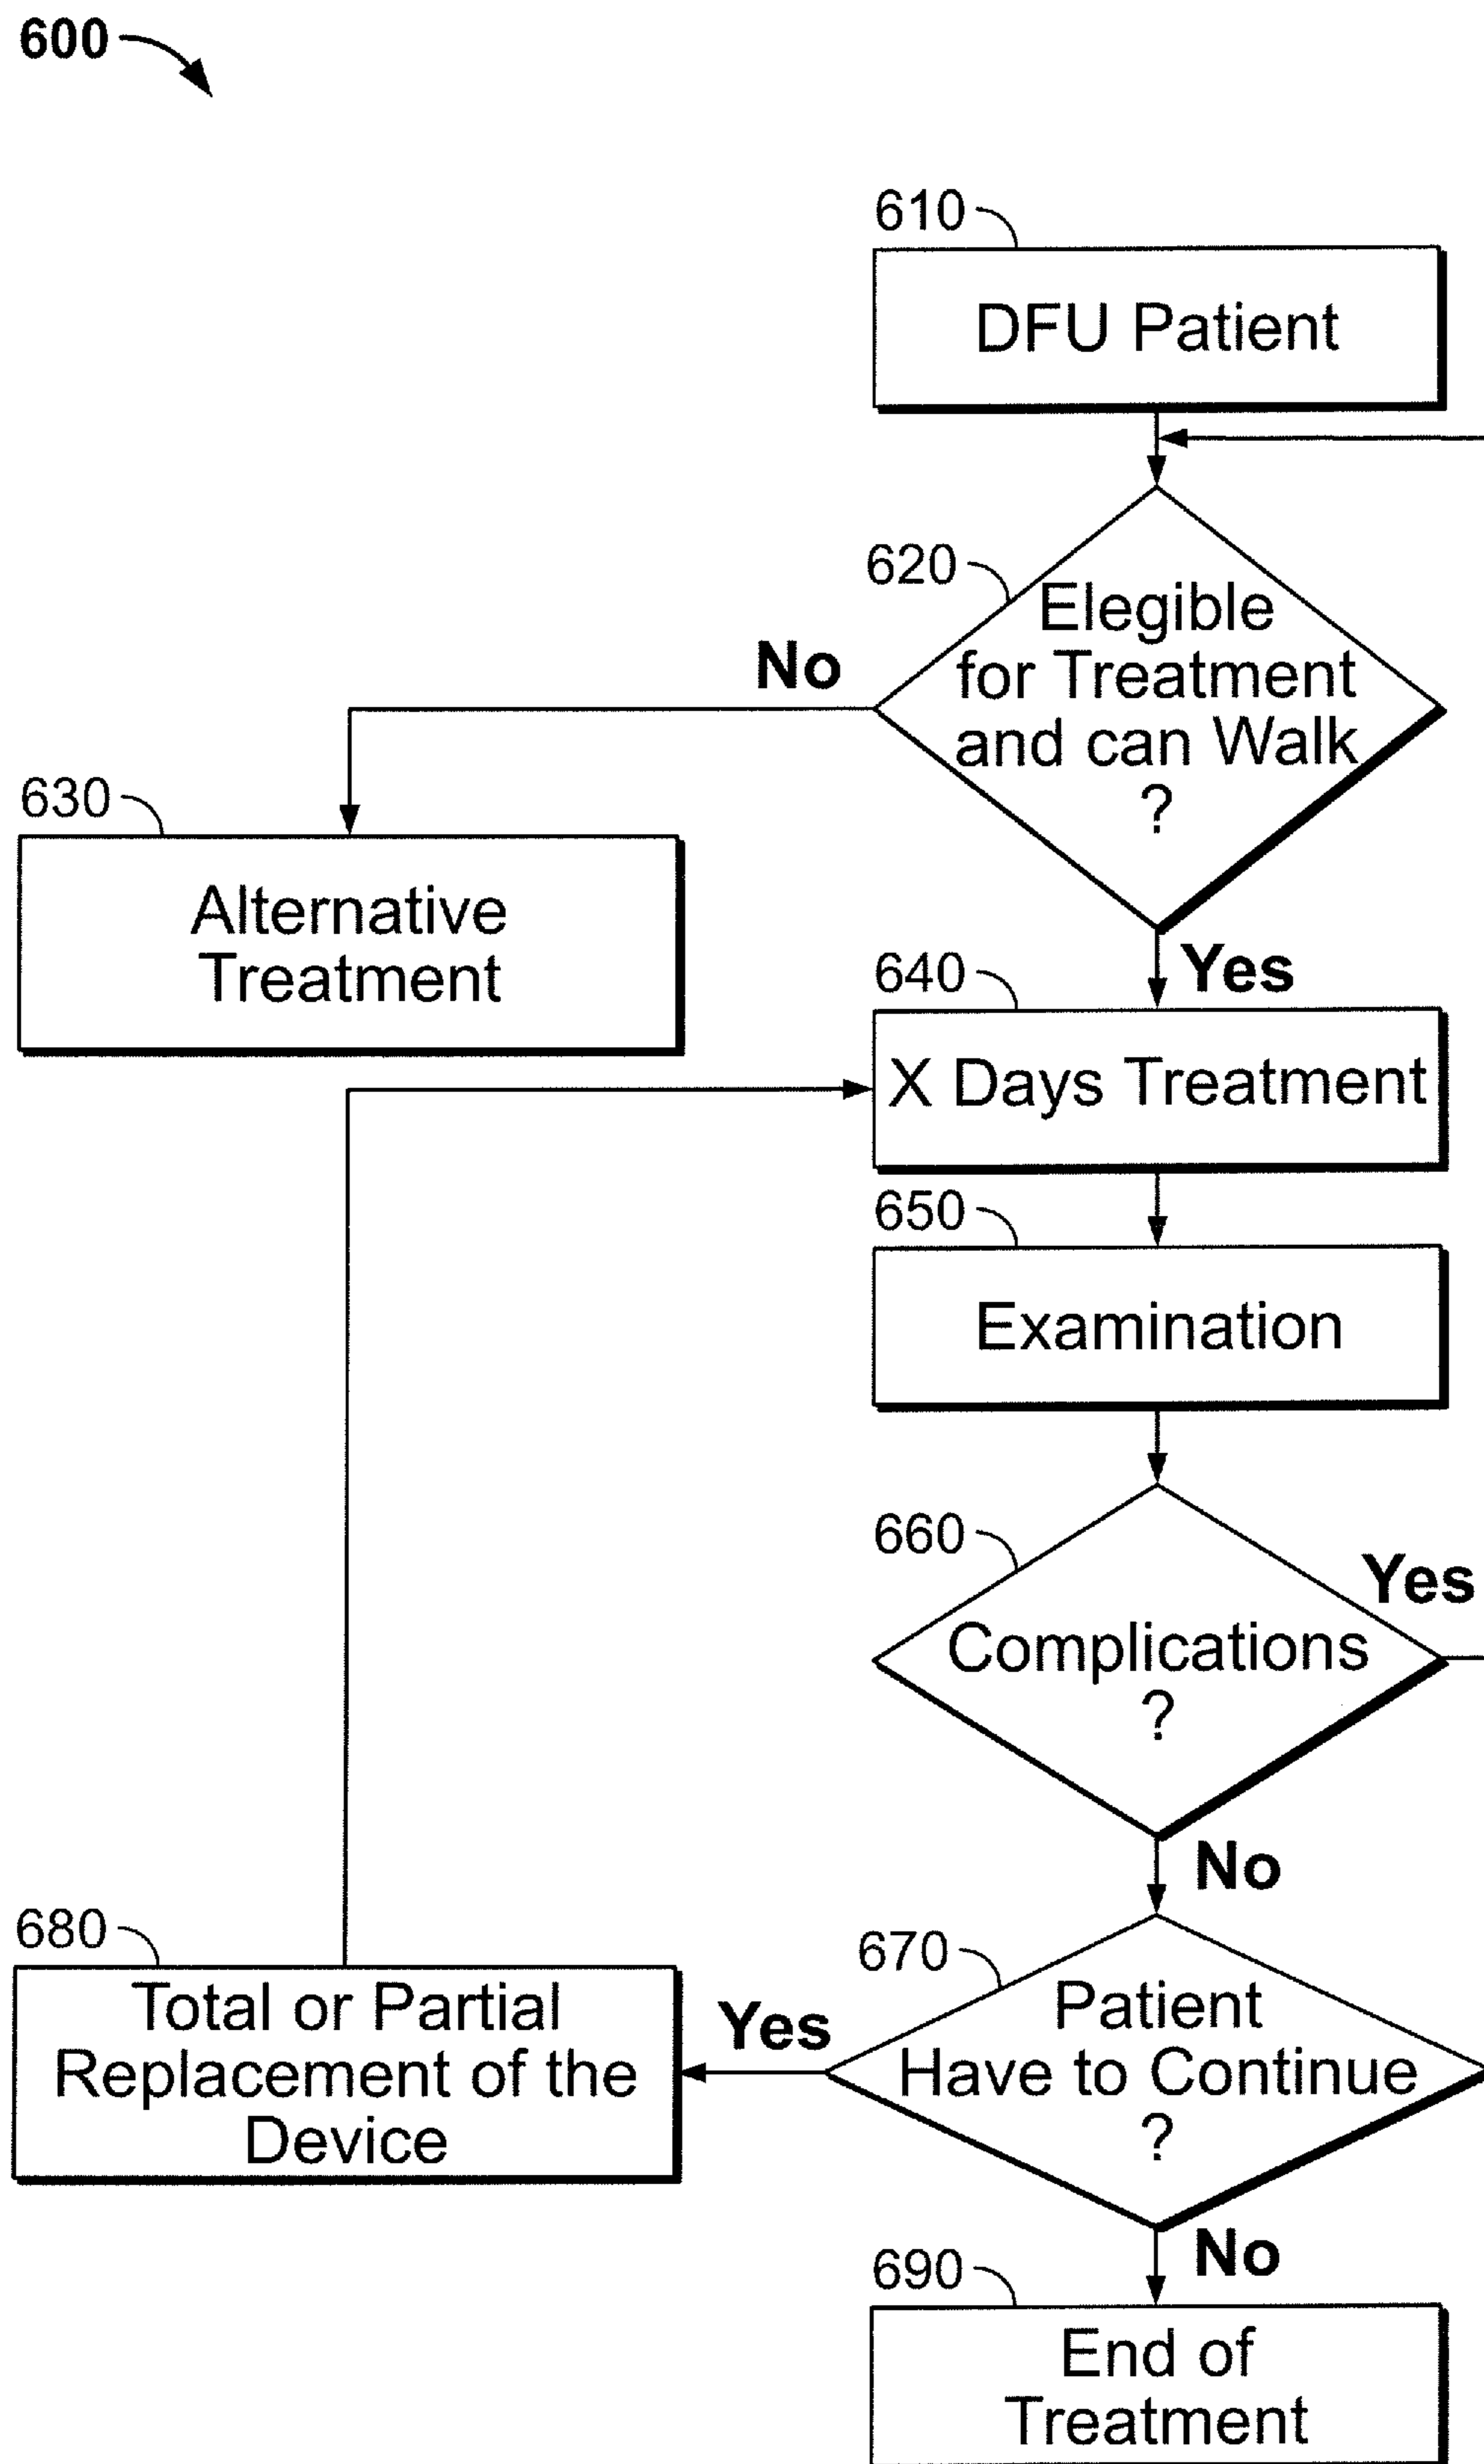 600
610
DFU Patient
620
Elegible
for Treatment
and can Walk
?
No
630
Alternative
Treatment
Yes
640
X Days Treatment
650
Examination
660
Complications
?
Yes
No
670
Patient
Have to Continue
?
Yes
680
Total or Partial
Replacement of the
Device
No
690
End of
Treatment